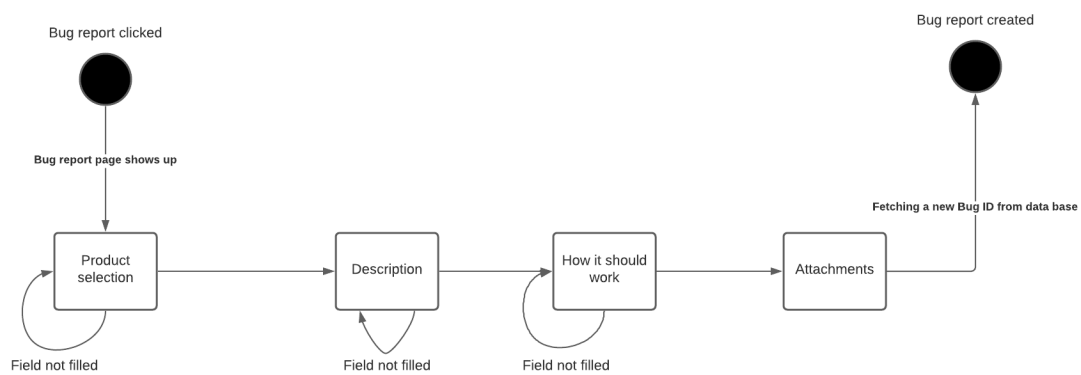 Bug report clicked
Bug report created
Bug report page shows up
Fetching a new Bug ID from data base
Product
selection
Description
How it should
work
Attachments
Field not filled
Field not filled
Field not filled